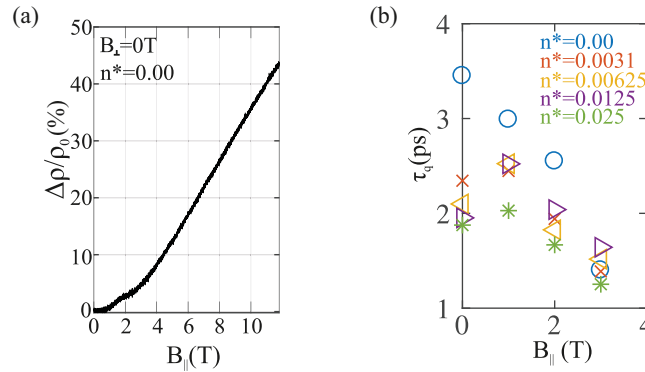 (a)
50
40
30
20
10
0
Δρ/ρ₀(%)
B⊥=0T
n*=0.00
0 2 4 6 8 10
B||(T)
(b)
4
3
2
1
τq(ps)
n*=0.00
n*=0.0031
n*=0.00625
n*=0.0125
n*=0.025
0 2 4
B||(T)